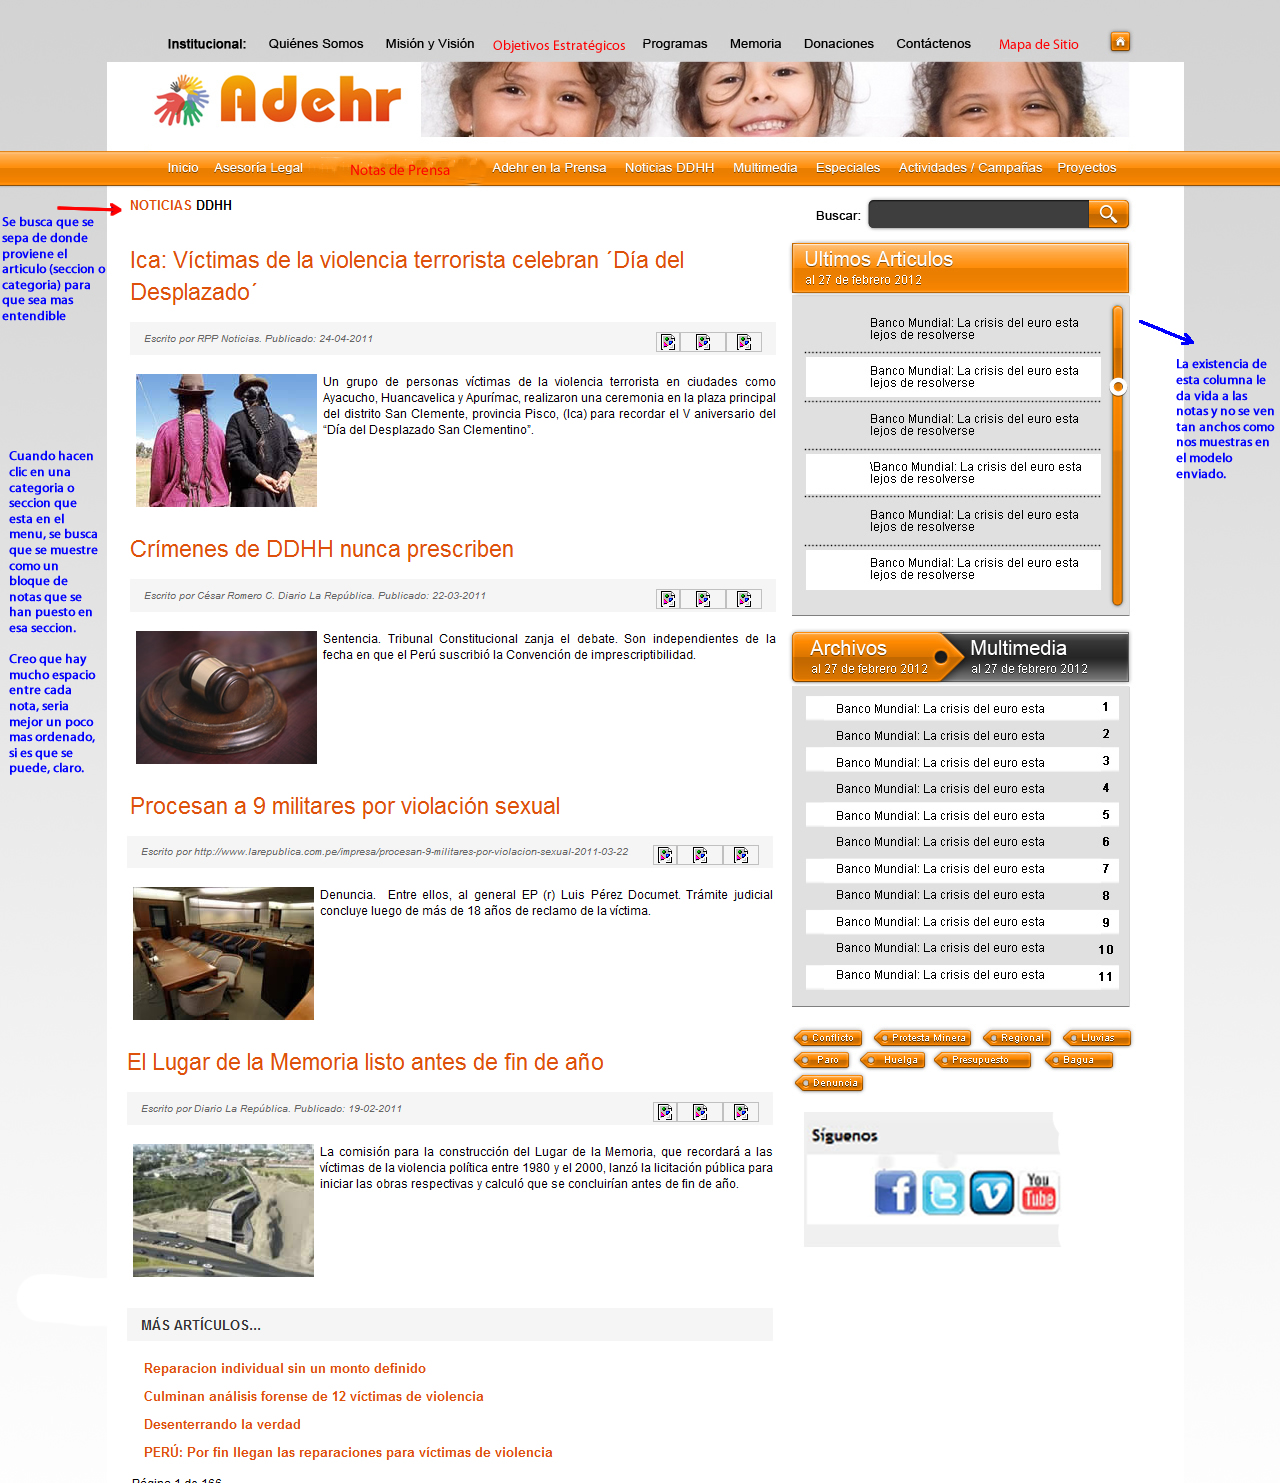 Institucional: Quiénes Somos Misión y Visión Objetivos Estratégicos Programas Memoria Donaciones Contáctenos Mapa de Sitio
Adehr
Inicio Asesoría Legal Notas de Prensa Adehr en la Prensa Noticias DDHH Multimedia Especiales Actividades / Campañas Proyectos
Se busca que se
sepa de donde
proviene el
articulo (seccion o
categoria) para
que sea mas
entendible
Cuando hacen
clic en una
categoria o
seccion que
esta en el
menu, se busca
que se muestre
como un
bloque de
notas que se
han puesto en
esa seccion.
Creo que hay
mucho espacio
entre cada
nota, seria
mejor un poco
mas ordenado,
si es que se
puede, claro.
NOTICIAS DDHH
Ica: Víctimas de la violencia terrorista celebran ´Día del
Desplazado´
Escrito por RPP Noticias. Publicado: 24-04-2011
Un grupo de personas víctimas de la violencia terrorista en ciudades como
Ayacucho, Huancavelica y Apurímac, realizaron una ceremonia en la plaza principal
del distrito San Clemente, provincia Pisco, (Ica) para recordar el V aniversario del
“Día del Desplazado San Clementino”.
Crímenes de DDHH nunca prescriben
Escrito por César Romero C. Diario La República. Publicado: 22-03-2011
Sentencia. Tribunal Constitucional zanja el debate. Son independientes de la
fecha en que el Perú suscribió la Convención de imprescriptibilidad.
Procesan a 9 militares por violación sexual
Escrito por http://www.larepublica.com.pe/impresa/procesan-9-militares-por-violacion-sexual-2011-03-22
Denuncia. Entre ellos, al general EP (r) Luis Pérez Documet. Trámite judicial
concluye luego de más de 18 años de reclamo de la víctima.
El Lugar de la Memoria listo antes de fin de año
Escrito por Diario La República. Publicado: 19-02-2011
La comisión para la construcción del Lugar de la Memoria, que recordará a las
víctimas de la violencia política entre 1980 y el 2000, lanzó la licitación pública para
iniciar las obras respectivas y calculó que se concluirían antes de fin de año.
MÁS ARTÍCULOS...
Reparacion individual sin un monto definido
Culminan análisis forense de 12 víctimas de violencia
Desenterrando la verdad
PERÚ: Por fin llegan las reparaciones para víctimas de violencia
Página 1 de 166
Buscar:
Ultimos Articulos
al 27 de febrero 2012
Banco Mundial: La crisis del euro esta
lejos de resolverse
Banco Mundial: La crisis del euro esta
lejos de resolverse
Banco Mundial: La crisis del euro esta
lejos de resolverse
\Banco Mundial: La crisis del euro esta
lejos de resolverse
Banco Mundial: La crisis del euro esta
lejos de resolverse
Banco Mundial: La crisis del euro esta
lejos de resolverse
La existencia de
esta columna le
da vida a las
notas y no se ven
tan anchos como
nos muestras en
el modelo
enviado.
Archivos Multimedia
al 27 de febrero 2012 al 27 de febrero 2012
Banco Mundial: La crisis del euro esta 1
Banco Mundial: La crisis del euro esta 2
Banco Mundial: La crisis del euro esta 3
Banco Mundial: La crisis del euro esta 4
Banco Mundial: La crisis del euro esta 5
Banco Mundial: La crisis del euro esta 6
Banco Mundial: La crisis del euro esta 7
Banco Mundial: La crisis del euro esta 8
Banco Mundial: La crisis del euro esta 9
Banco Mundial: La crisis del euro esta 10
Banco Mundial: La crisis del euro esta 11
Conflicto Protesta Minera Regional Lluvias
Paro Huelga Presupuesto Bagua
Denuncia
Síguenos
You
Tube